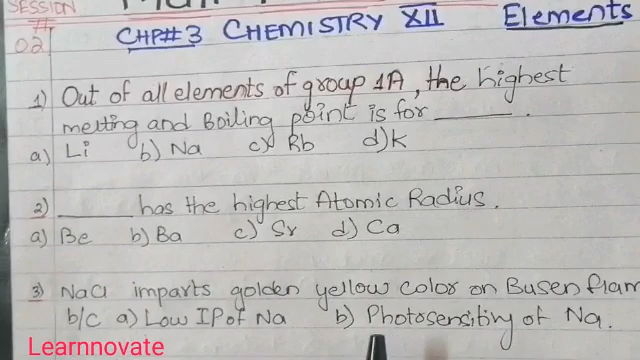 SESSION
02
CHP#3 CHEMISTRY XII Elements
1) Out of all elements of group 1A, the highest
melting and Boiling point is for ______ .
a) Li b) Na c) Rb d) K
2) ______ has the highest Atomic Radius.
a) Be b) Ba c) Sr d) Ca
3) NaCl imparts golden yellow color on Busen flam
b/c a) Low IP of Na b) Photosensitiny of Na.
Learnnovate